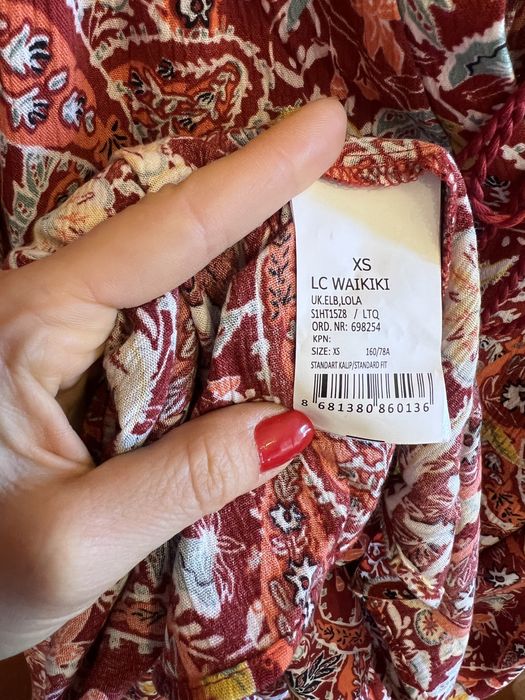 XS
LC WAIKIKI
UK.ELB,LOLA
S1HT15Z8 / LTQ
ORD. NR: 698254
KPN:
SIZE: XS 160/78A
STANDART KALIP/STANDARD FIT
8 681380 860136